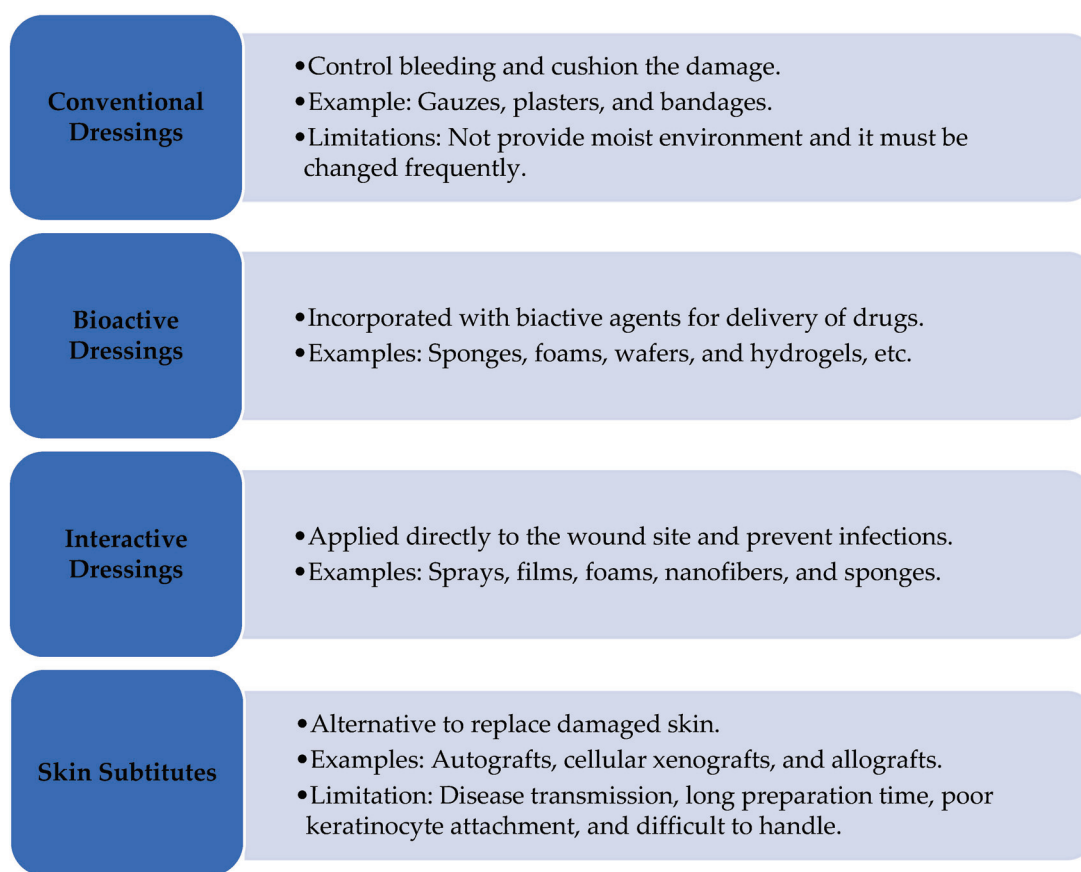 Conventional
Dressings
•Control bleeding and cushion the damage.
•Example: Gauzes, plasters, and bandages.
•Limitations: Not provide moist environment and it must be
changed frequently.
Bioactive
Dressings
•Incorporated with biactive agents for delivery of drugs.
•Examples: Sponges, foams, wafers, and hydrogels, etc.
Interactive
Dressings
•Applied directly to the wound site and prevent infections.
•Examples: Sprays, films, foams, nanofibers, and sponges.
Skin Subtitutes
•Alternative to replace damaged skin.
•Examples: Autografts, cellular xenografts, and allografts.
•Limitation: Disease transmission, long preparation time, poor
keratinocyte attachment, and difficult to handle.